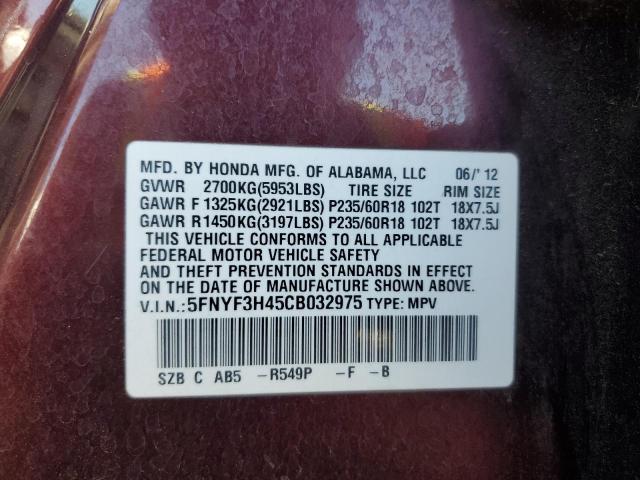 MFD. BY HONDA MFG. OF ALABAMA, LLC 06/'12
GVWR 2700KG(5953LBS) TIRE SIZE RIM SIZE
GAWR F 1325KG(2921LBS) P235/60R18 102T 18X7.5J
GAWR R1450KG(3197LBS) P235/60R18 102T 18X7.5J
THIS VEHICLE CONFORMS TO ALL APPLICABLE
FEDERAL MOTOR VEHICLE SAFETY
AND THEFT PREVENTION STANDARDS IN EFFECT
ON THE DATE OF MANUFACTURE SHOWN ABOVE.
V.I.N.: 5FNYF3H45CB032975 TYPE: MPV
SZB C AB5 -R549P -F -B